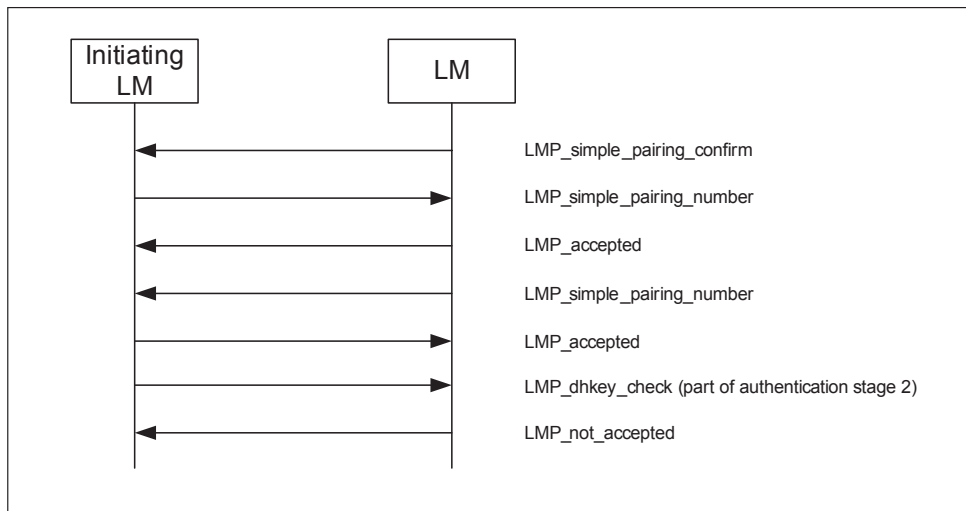 Initiating
LM
LM
LMP_simple_pairing_confirm
LMP_simple_pairing_number
LMP_accepted
LMP_simple_pairing_number
LMP_accepted
LMP_dhkey_check (part of authentication stage 2)
LMP_not_accepted